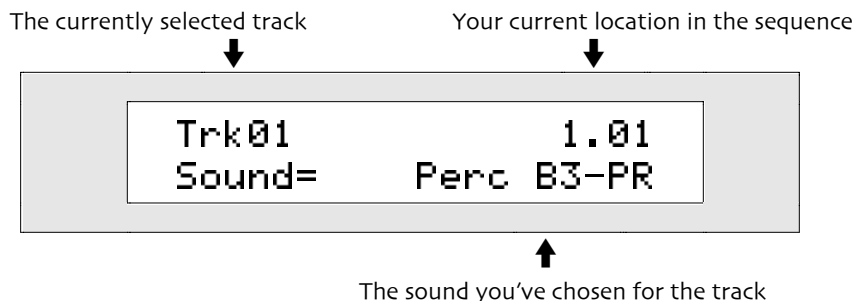 The currently selected track
Your current location in the sequence
Trk01 1.01
Sound= Perc B3-PR
The sound you've chosen for the track